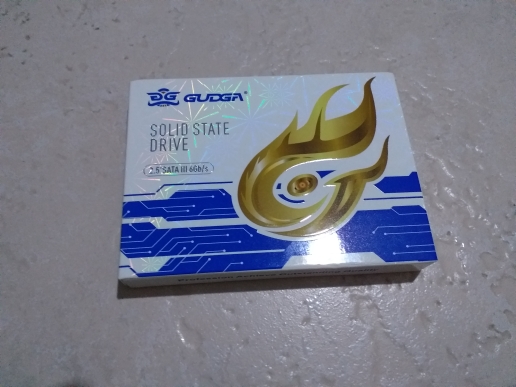 GUDGA®
SOLID STATE
DRIVE
2.5" SATA III 6Gb/s